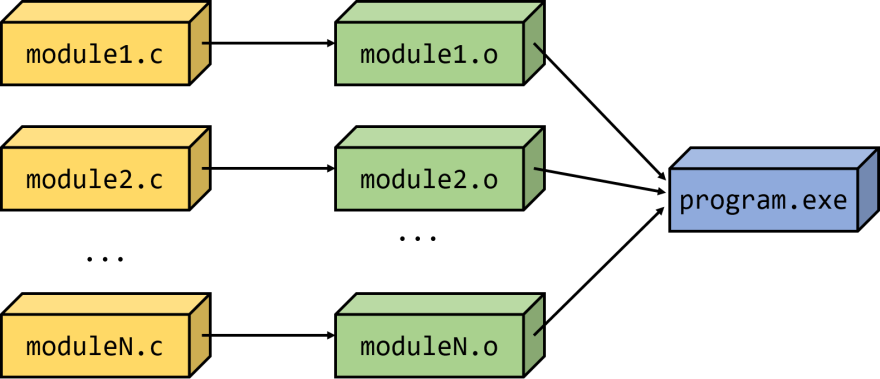 module1.c
module1.o
module2.c
module2.o
program.exe
...
...
moduleN.c
moduleN.o